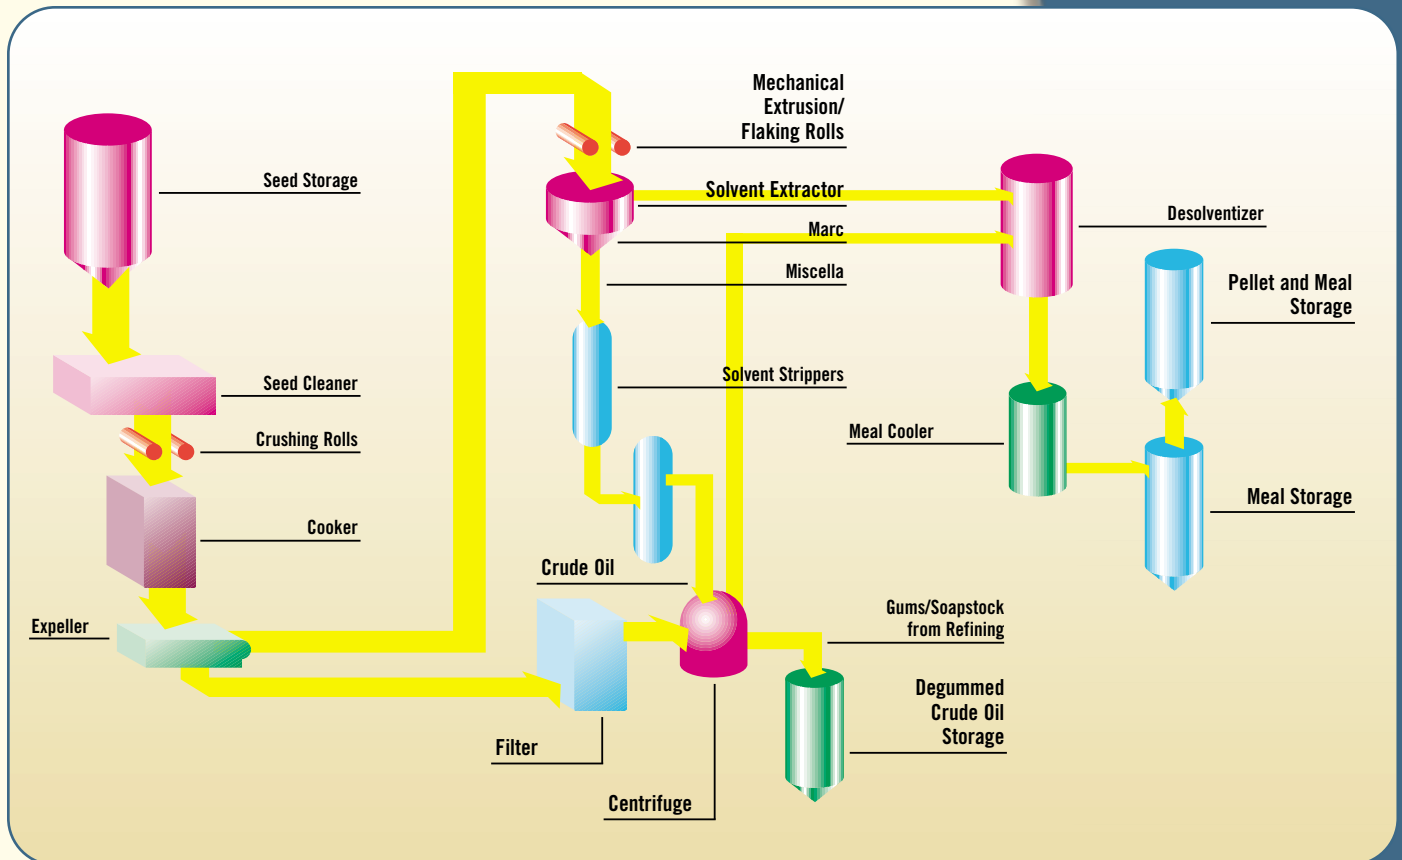 Mechanical
Extrusion/
Flaking Rolls
Seed Storage
Solvent Extractor
Desolventizer
Marc
Miscella
Pellet and Meal
Storage
Seed Cleaner
Solvent Strippers
Crushing Rolls
Meal Cooler
Meal Storage
Cooker
Crude Oil
Expeller
Gums/Soapstock
from Refining
Degummed
Crude Oil
Storage
Filter
Centrifuge